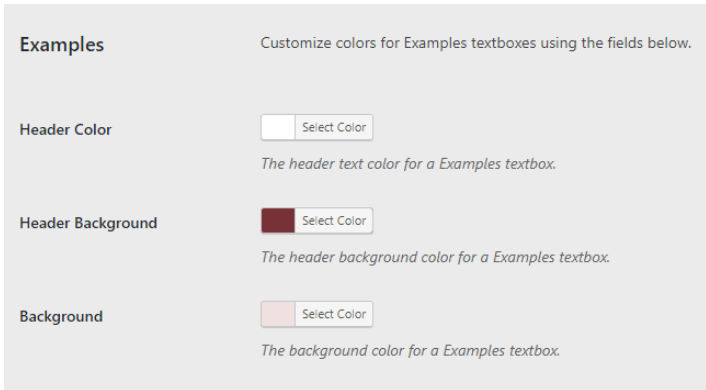 Examples
Customize colors for Examples textboxes using the fields below.
Header Color
Select Color
The header text color for a Examples textbox.
Header Background
Select Color
The header background color for a Examples textbox.
Background
Select Color
The background color for a Examples textbox.